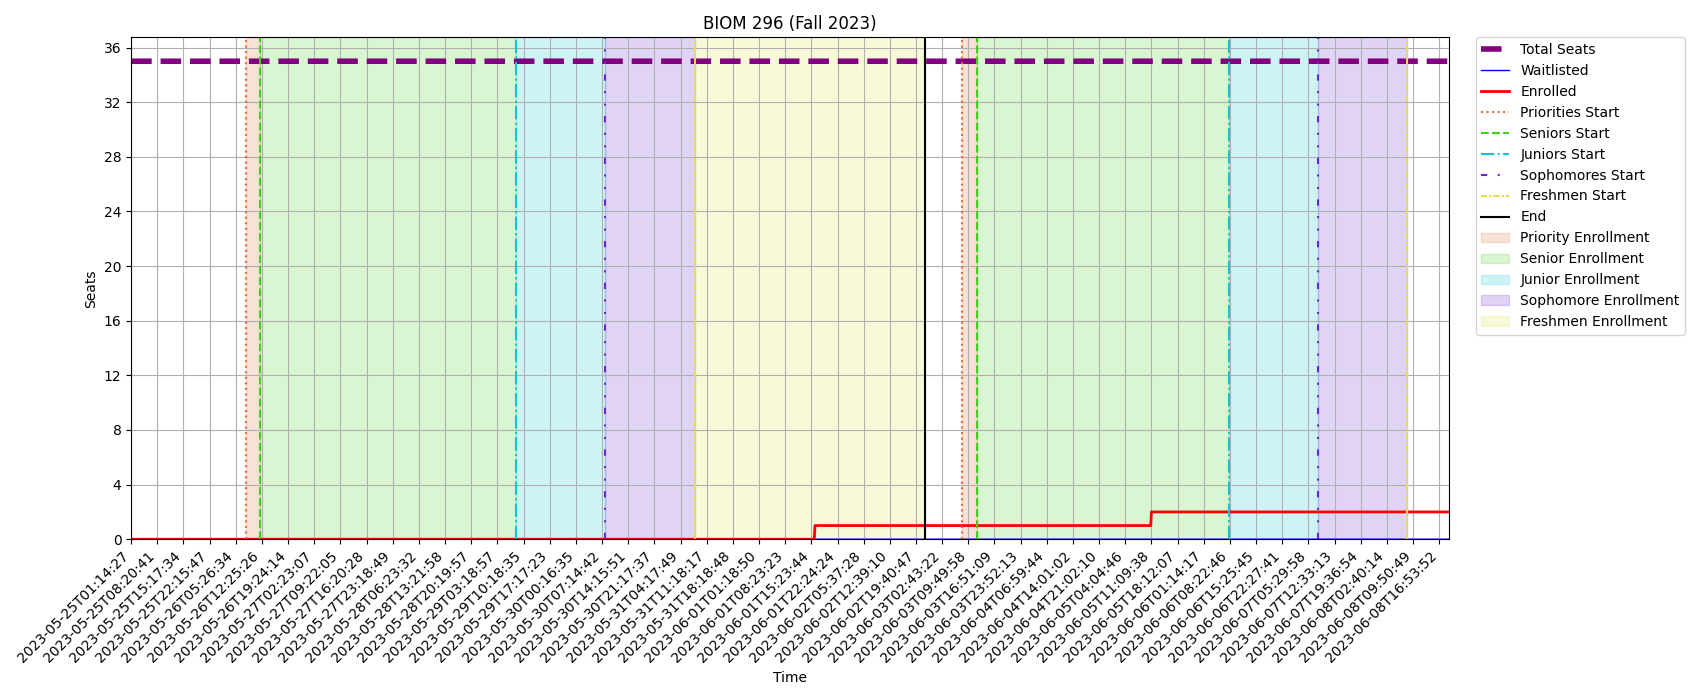 BIOM 296 (Fall 2023)
36
32
28
24
20
16
12
8
4
0
Seats
2023-05-25T01:14:27
2023-05-25T08:20:41
2023-05-25T15:17:34
2023-05-25T22:15:47
2023-05-26T05:26:34
2023-05-26T12:25:26
2023-05-26T19:24:14
2023-05-27T02:23:07
2023-05-27T09:22:05
2023-05-27T16:20:28
2023-05-27T23:18:49
2023-05-28T06:23:32
2023-05-28T13:21:58
2023-05-28T20:19:57
2023-05-29T03:18:57
2023-05-29T10:18:35
2023-05-29T17:17:23
2023-05-30T00:16:35
2023-05-30T07:14:42
2023-05-30T14:15:51
2023-05-30T21:17:37
2023-05-31T04:17:49
2023-05-31T11:18:17
2023-05-31T18:18:48
2023-06-01T01:18:50
2023-06-01T08:23:23
2023-06-01T15:23:44
2023-06-01T22:24:24
2023-06-02T05:37:28
2023-06-02T12:39:10
2023-06-02T19:40:47
2023-06-03T02:43:22
2023-06-03T09:49:58
2023-06-03T16:51:09
2023-06-03T23:52:13
2023-06-04T06:59:44
2023-06-04T14:01:02
2023-06-04T21:02:10
2023-06-05T04:04:46
2023-06-05T11:09:38
2023-06-05T18:12:07
2023-06-06T01:14:17
2023-06-06T08:22:46
2023-06-06T15:25:45
2023-06-06T22:27:41
2023-06-07T05:29:58
2023-06-07T12:33:13
2023-06-07T19:36:54
2023-06-08T02:40:14
2023-06-08T09:50:49
2023-06-08T16:53:52
Time
Total Seats
Waitlisted
Enrolled
Priorities Start
Seniors Start
Juniors Start
Sophomores Start
Freshmen Start
End
Priority Enrollment
Senior Enrollment
Junior Enrollment
Sophomore Enrollment
Freshmen Enrollment